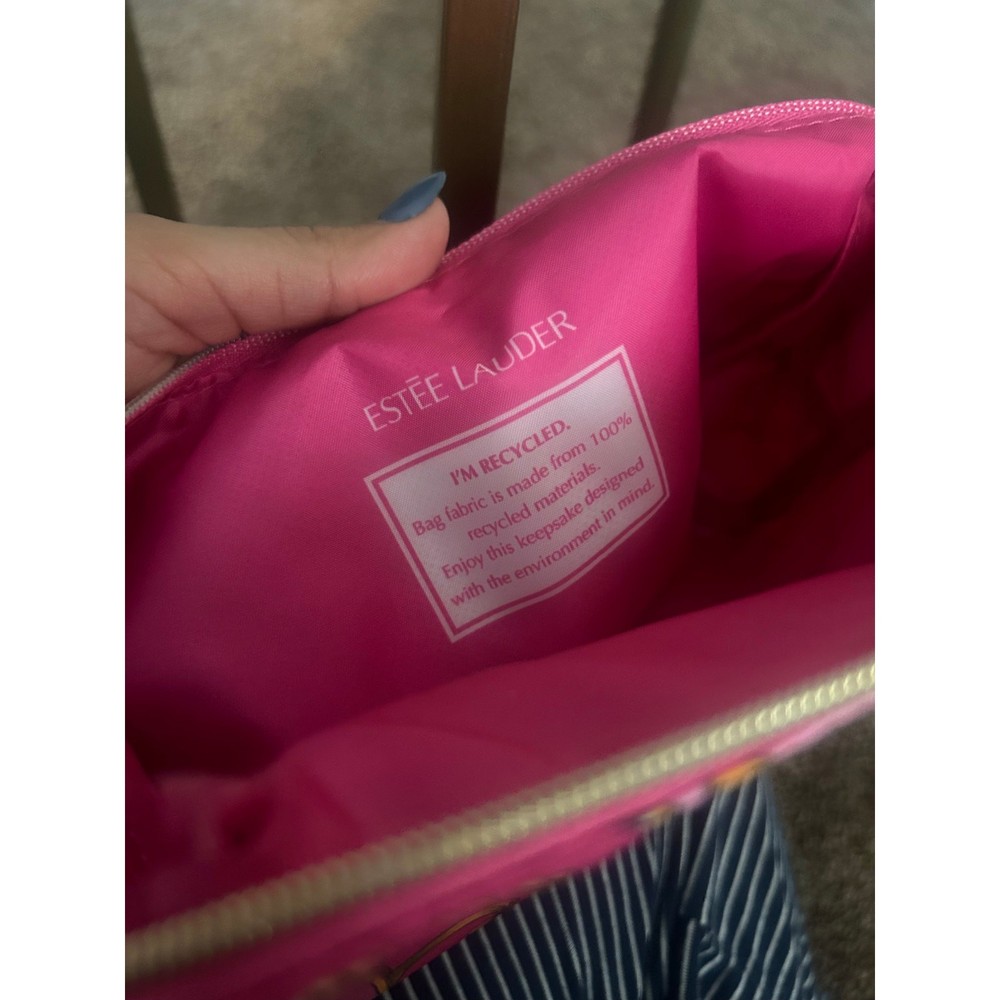 ESTĒE LAUDER
I'M RECYCLED.
Bag fabric is made from 100%
recycled materials.
Enjoy this keepsake designed
with the environment in mind.